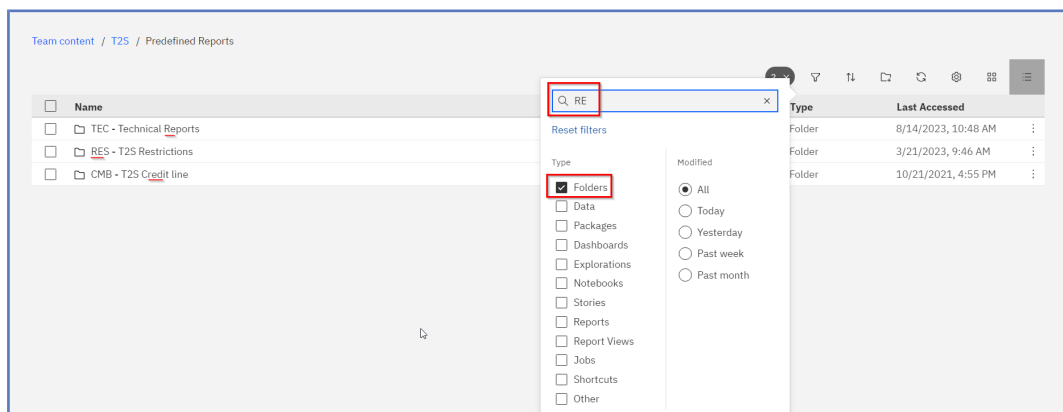 Team content / T2S / Predefined Reports
2 ×
RE ×
Name Type Last Accessed
TEC - Technical Reports Folder 8/14/2023, 10:48 AM
RES - T2S Restrictions Folder 3/21/2023, 9:46 AM
CMB - T2S Credit line Folder 10/21/2021, 4:55 PM
Reset filters
Type
Folders
Data
Packages
Dashboards
Explorations
Notebooks
Stories
Reports
Report Views
Jobs
Shortcuts
Other
Modified
All
Today
Yesterday
Past week
Past month